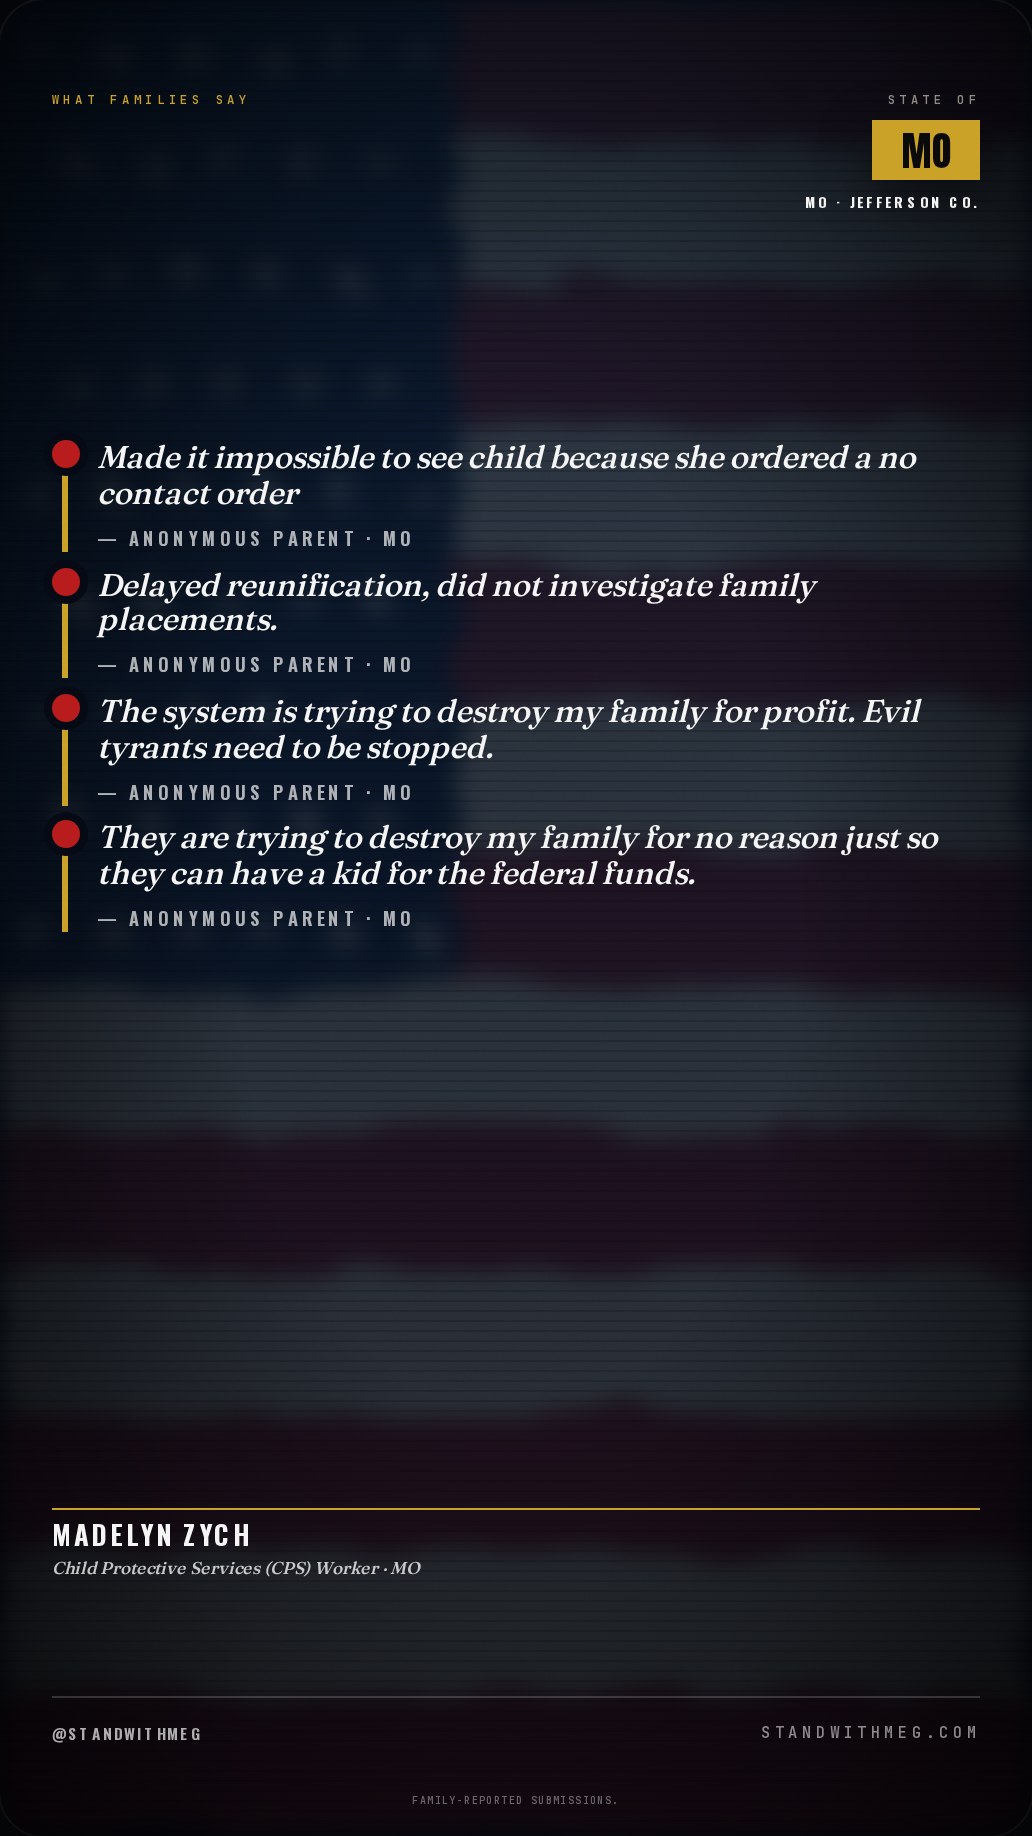 WHAT FAMILIES SAY
STATE OF
MO
MO · JEFFERSON CO.
Made it impossible to see child because she ordered a no
contact order
— ANONYMOUS PARENT · MO
Delayed reunification, did not investigate family
placements.
— ANONYMOUS PARENT · MO
The system is trying to destroy my family for profit. Evil
tyrants need to be stopped.
— ANONYMOUS PARENT · MO
They are trying to destroy my family for no reason just so
they can have a kid for the federal funds.
— ANONYMOUS PARENT · MO
MADELYN ZYCH
Child Protective Services (CPS) Worker · MO
@STANDWITHMEG
STANDWITHMEG.COM
FAMILY-REPORTED SUBMISSIONS.